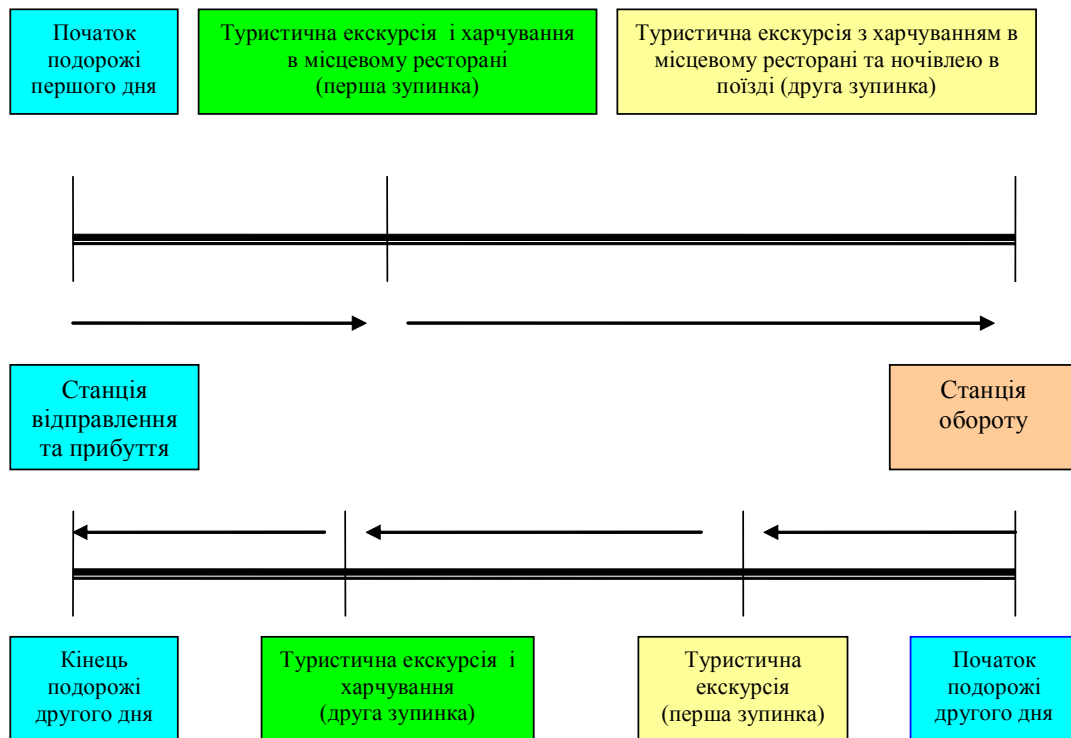 Початок
подорожі
першого дня
Туристична екскурсія і харчування
в місцевому ресторані
(перша зупинка)
Туристична екскурсія з харчуванням в
місцевому ресторані та ночівлею в
поїзді (друга зупинка)
Станція
відправлення
та прибуття
Станція
обороту
Кінець
подорожі
другого дня
Туристична екскурсія і
харчування
(друга зупинка)
Туристична
екскурсія
(перша зупинка)
Початок
подорожі
другого дня